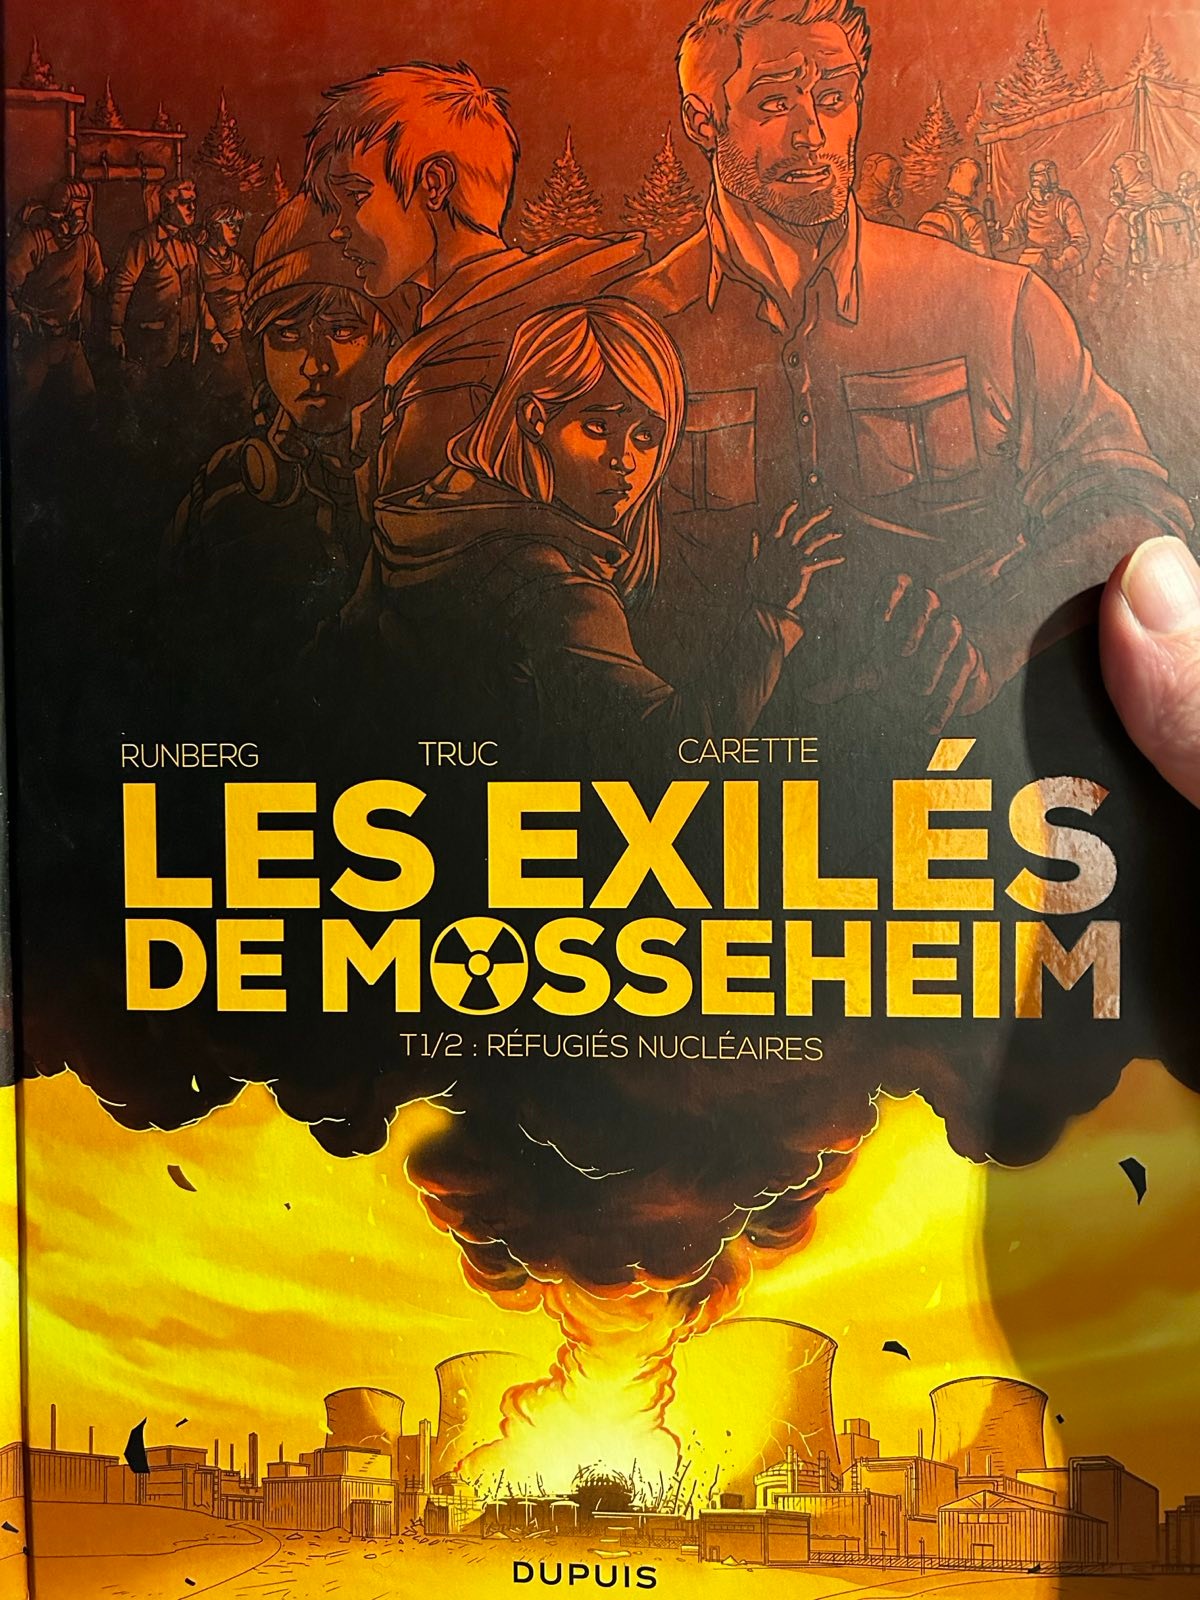 RUNBERG TRUC CARETTE
LES EXILÉS
DE MOSSEHEIM
T1/2 : RÉFUGIÉS NUCLÉAIRES
DUPUIS